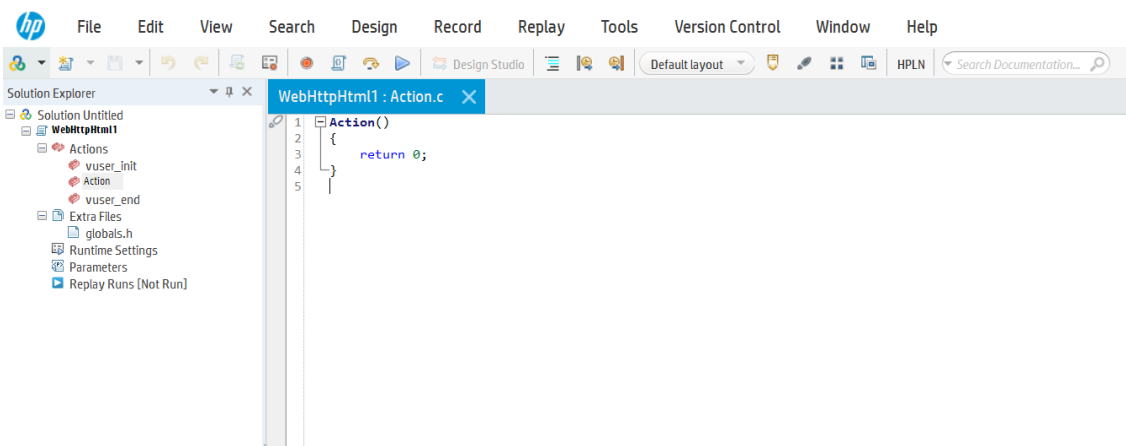 hp File Edit View Search Design Record Replay Tools Version Control Window Help
Design Studio Default layout HPLN Search Documentation...
Solution Explorer
WebHttpHtml1 : Action.c
Solution Untitled
WebHttpHtml1
Actions
vuser_init
Action
vuser_end
Extra Files
globals.h
Runtime Settings
Parameters
Replay Runs [Not Run]
1 Action()
2 {
3 return 0;
4 }
5